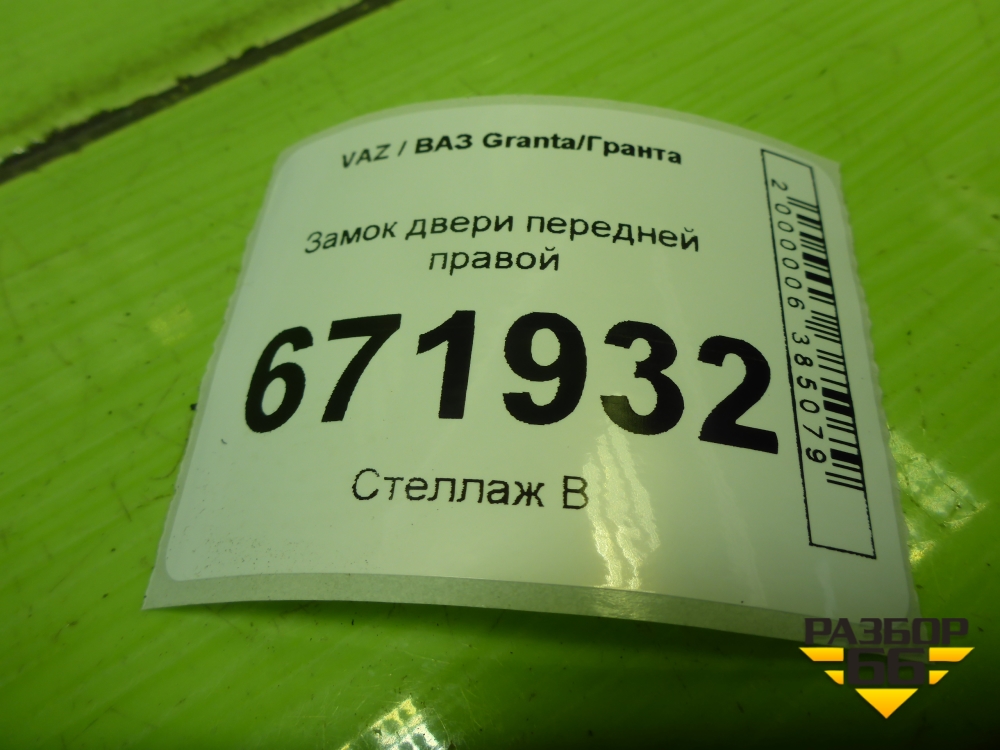 VAZ / ВАЗ Granta/Гранта
Замок двери передней
правой
671932
Стеллаж В
2000006385079
РАЗБОР
66